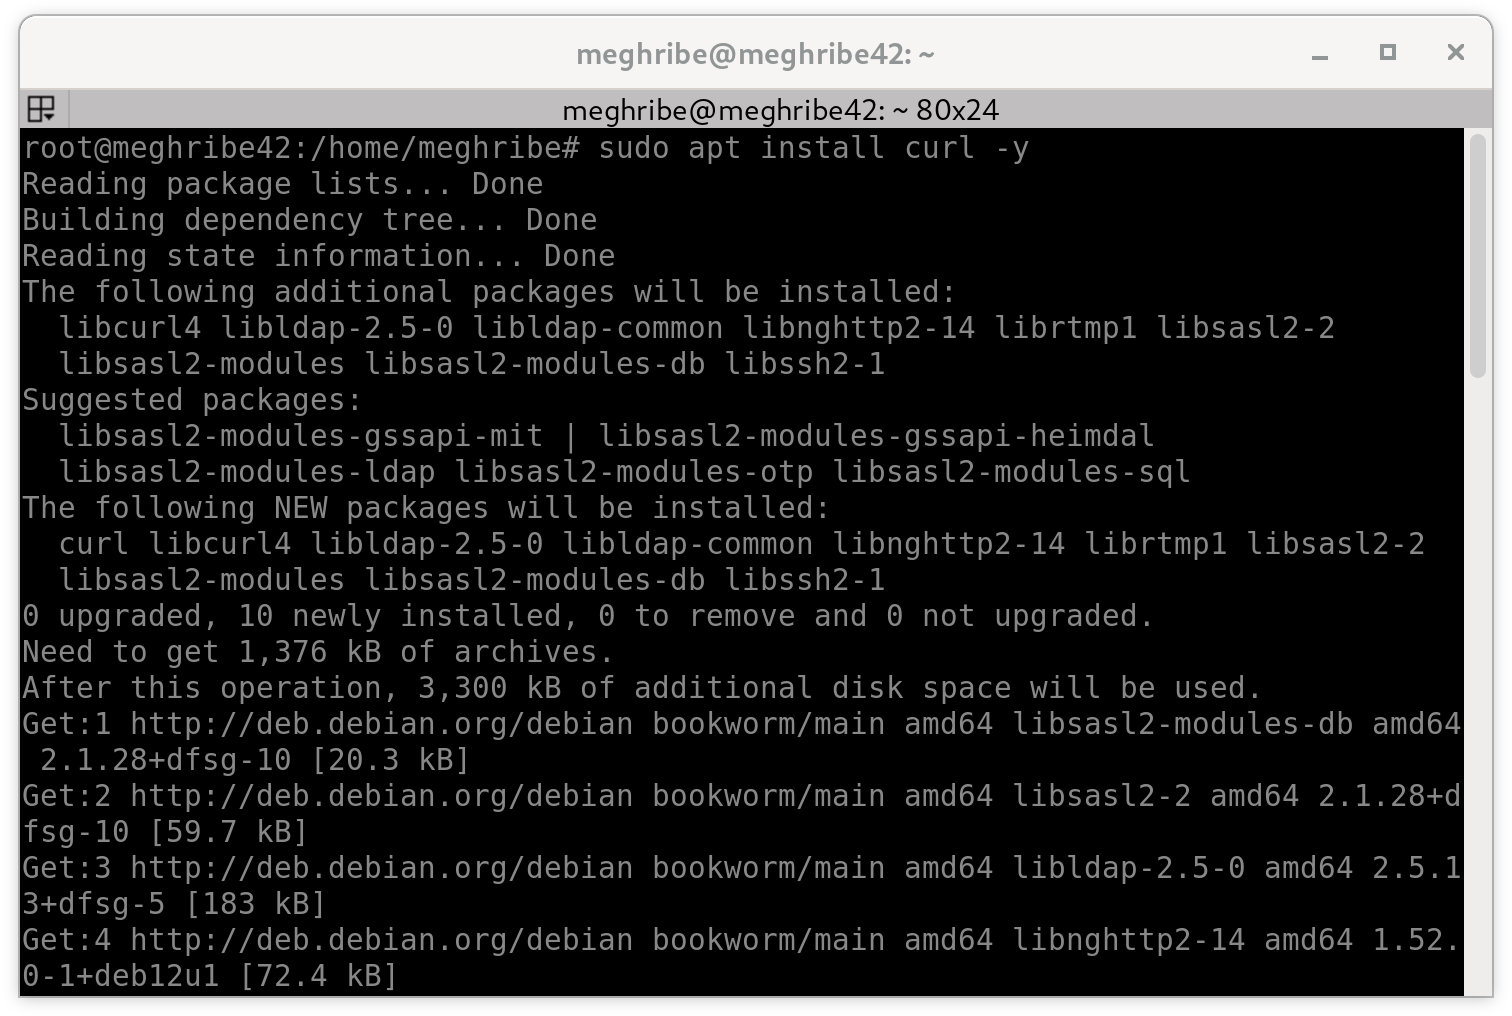 meghribe@meghribe42: ~
meghribe@meghribe42: ~ 80x24
root@meghribe42:/home/meghribe# sudo apt install curl -y
Reading package lists... Done
Building dependency tree... Done
Reading state information... Done
The following additional packages will be installed:
  libcurl4 libldap-2.5-0 libldap-common libnghttp2-14 librtmp1 libsasl2-2
  libsasl2-modules libsasl2-modules-db libssh2-1
Suggested packages:
  libsasl2-modules-gssapi-mit | libsasl2-modules-gssapi-heimdal
  libsasl2-modules-ldap libsasl2-modules-otp libsasl2-modules-sql
The following NEW packages will be installed:
  curl libcurl4 libldap-2.5-0 libldap-common libnghttp2-14 librtmp1 libsasl2-2
  libsasl2-modules libsasl2-modules-db libssh2-1
0 upgraded, 10 newly installed, 0 to remove and 0 not upgraded.
Need to get 1,376 kB of archives.
After this operation, 3,300 kB of additional disk space will be used.
Get:1 http://deb.debian.org/debian bookworm/main amd64 libsasl2-modules-db amd64
 2.1.28+dfsg-10 [20.3 kB]
Get:2 http://deb.debian.org/debian bookworm/main amd64 libsasl2-2 amd64 2.1.28+d
fsg-10 [59.7 kB]
Get:3 http://deb.debian.org/debian bookworm/main amd64 libldap-2.5-0 amd64 2.5.1
3+dfsg-5 [183 kB]
Get:4 http://deb.debian.org/debian bookworm/main amd64 libnghttp2-14 amd64 1.52.
0-1+deb12u1 [72.4 kB]